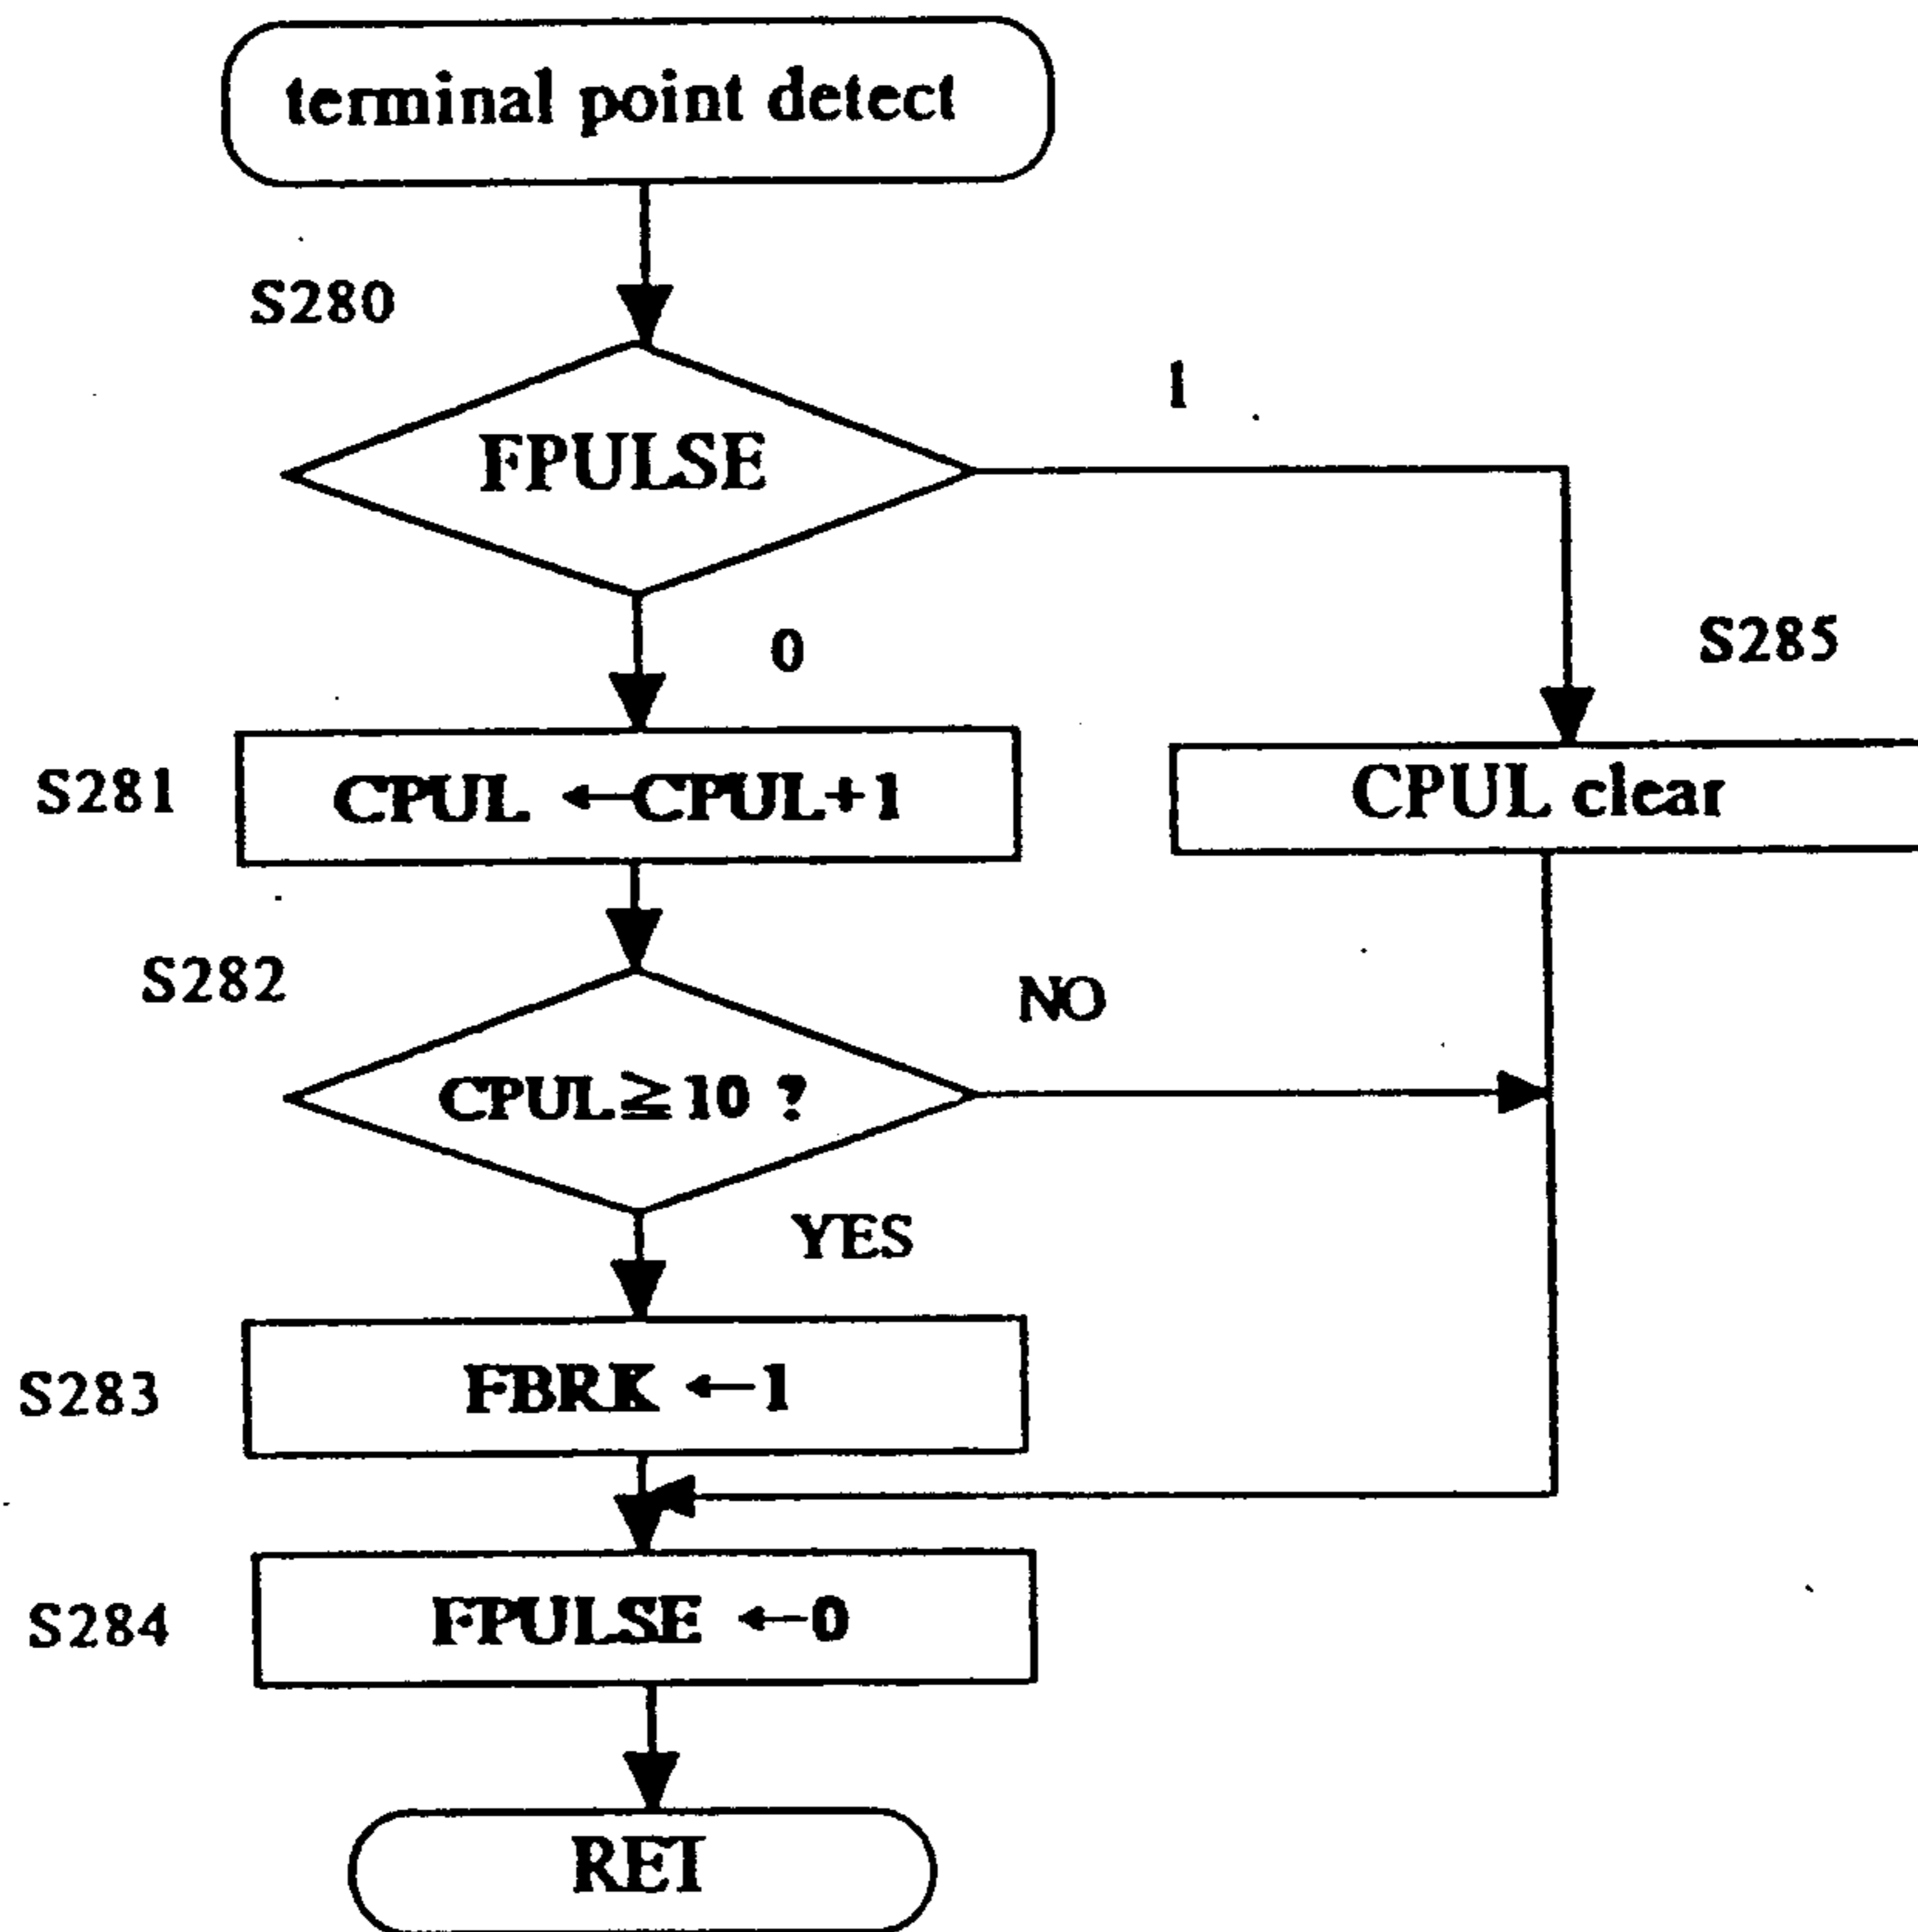 terminal point detect
S280
FPULSE
1
0
S285
S281
CPUL ←CPUL+1
CPUL clear
S282
NO
CPUL≧10 ?
YES
S283
FBRK ←1
S284
FPULSE ←0
RET